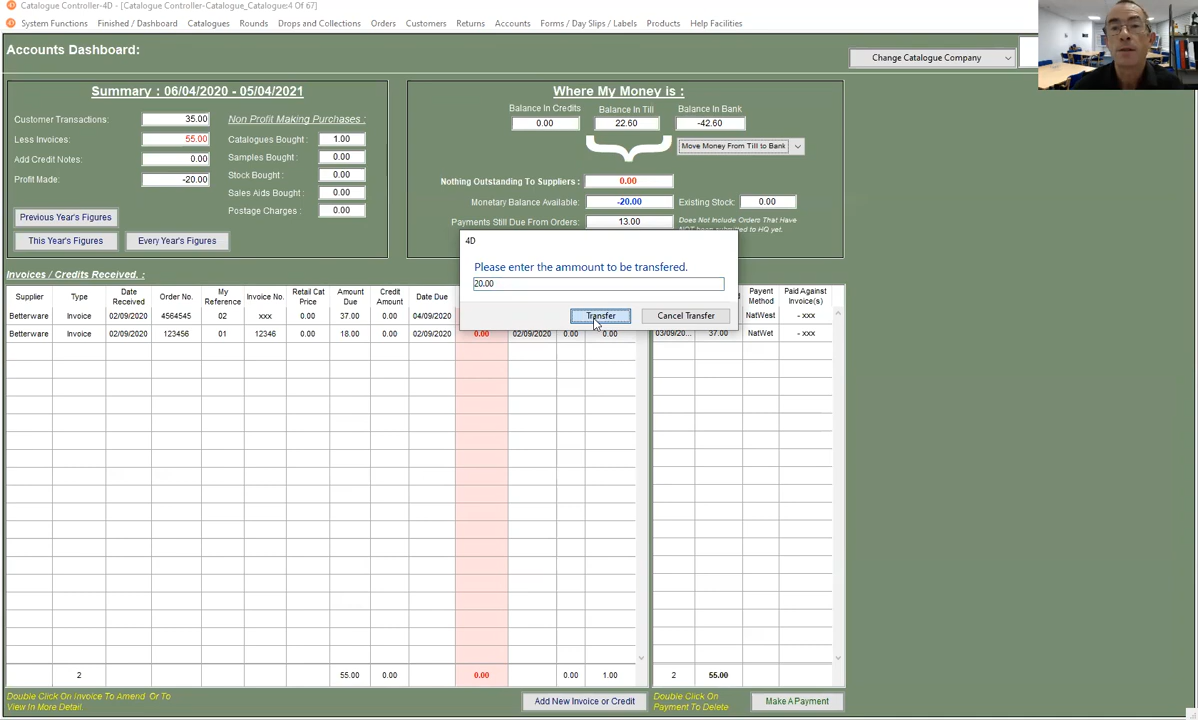 Catalogue Controller-4D - [Catalogue Controller-Catalogue_Catalogue:4 Of 67]
System Functions Finished / Dashboard Catalogues Rounds Drops and Collections Orders Customers Returns Accounts Forms / Day Slips / Labels Products Help Facilities
Accounts Dashboard:
Change Catalogue Company
Summary : 06/04/2020 - 05/04/2021
Customer Transactions: 35.00
Less Invoices: 55.00
Add Credit Notes: 0.00
Profit Made: -20.00
Non Profit Making Purchases :
Catalogues Bought : 1.00
Samples Bought : 0.00
Stock Bought : 0.00
Sales Aids Bought : 0.00
Postage Charges : 0.00
Previous Year's Figures
This Year's Figures Every Year's Figures
Where My Money is :
Balance In Credits Balance In Till Balance In Bank
0.00 22.60 -42.60
Move Money From Till to Bank
Nothing Outstanding To Suppliers : 0.00
Monetary Balance Available: -20.00 Existing Stock: 0.00
Payments Still Due From Orders: 13.00 Does Not Include Orders That Have
NOT been submitted to HQ yet.
4D
Please enter the ammount to be transfered.
20.00
Transfer Cancel Transfer
Invoices / Credits Received. :
Supplier Type Date Received Order No. My Reference Invoice No. Retail Cat Price Amount Due Credit Amount Date Due
Payent Method Paid Against Invoice(s)
Betterware Invoice 02/09/2020 4564545 02 xxx 0.00 37.00 0.00 04/09/2020 NatWest - xxx
Betterware Invoice 02/09/2020 123456 01 12346 0.00 18.00 0.00 02/09/2020 0.00 02/09/2020 0.00 0.00 03/09/20... 37.00 NatWet - xxx
2 55.00 0.00 0.00 0.00 1.00 2 55.00
Double Click On Invoice To Amend Or To
View In More Detail
Add New Invoice or Credit
Double Click On
Payment To Delete
Make A Payment